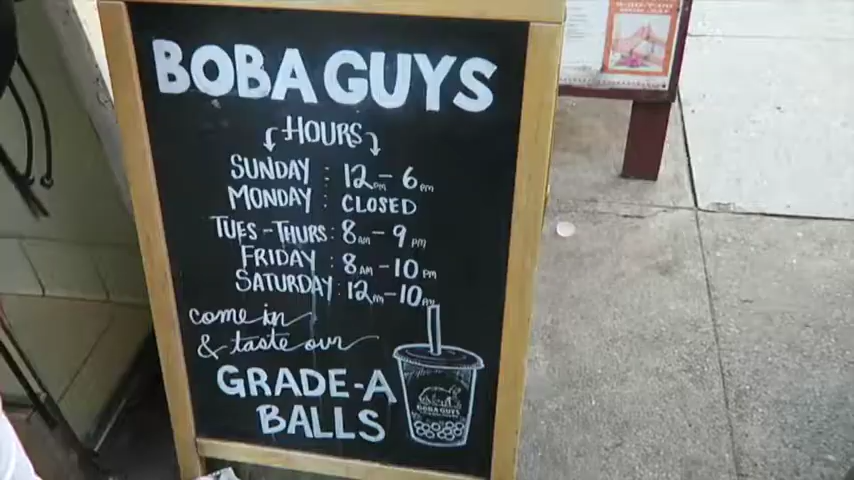 BOBA GUYS
HOURS
SUNDAY : 12PM - 6PM
MONDAY : CLOSED
TUES - THURS : 8AM - 9PM
FRIDAY : 8AM - 10PM
SATURDAY : 12PM - 10PM
come in
& taste our
GRADE-A
BALLS
BOBA GUYS